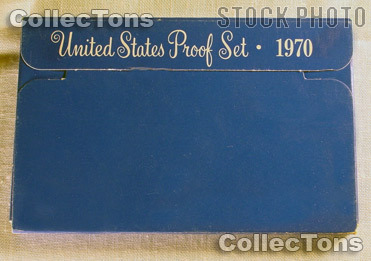 CollecTons
STOCK PHOTO
United States Proof Set • 1970
CollecTons